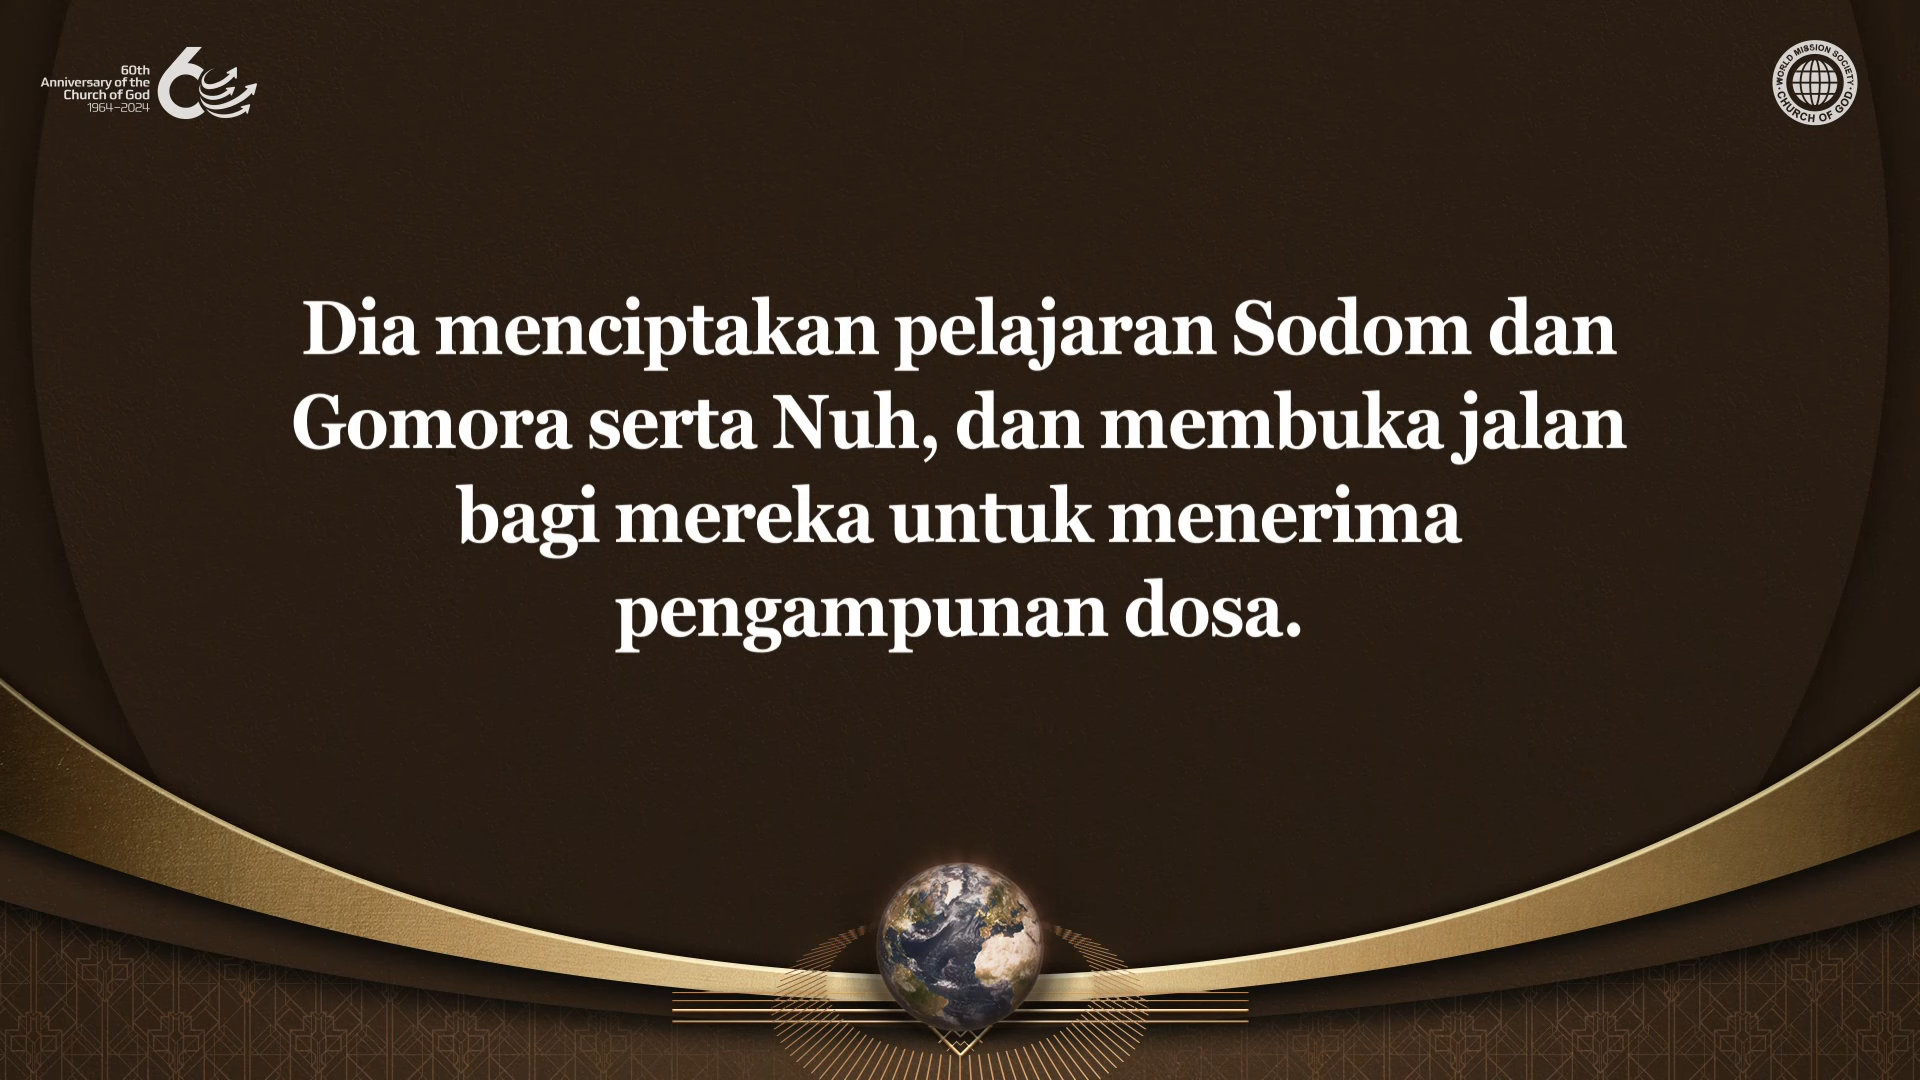 60th
Anniversary of the
Church of God
1964–2024
60
WORLD MISSION SOCIETY
CHURCH OF GOD
Dia menciptakan pelajaran Sodom dan
Gomora serta Nuh, dan membuka jalan
bagi mereka untuk menerima
pengampunan dosa.